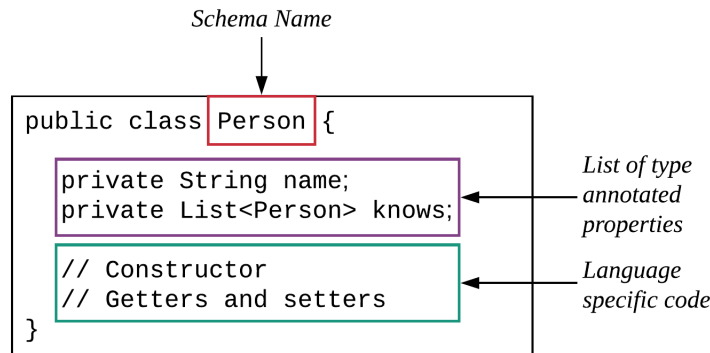 Schema Name
public class Person {
private String name;
private List<Person> knows;
List of type
annotated
properties
// Constructor
// Getters and setters
Language
specific code
}